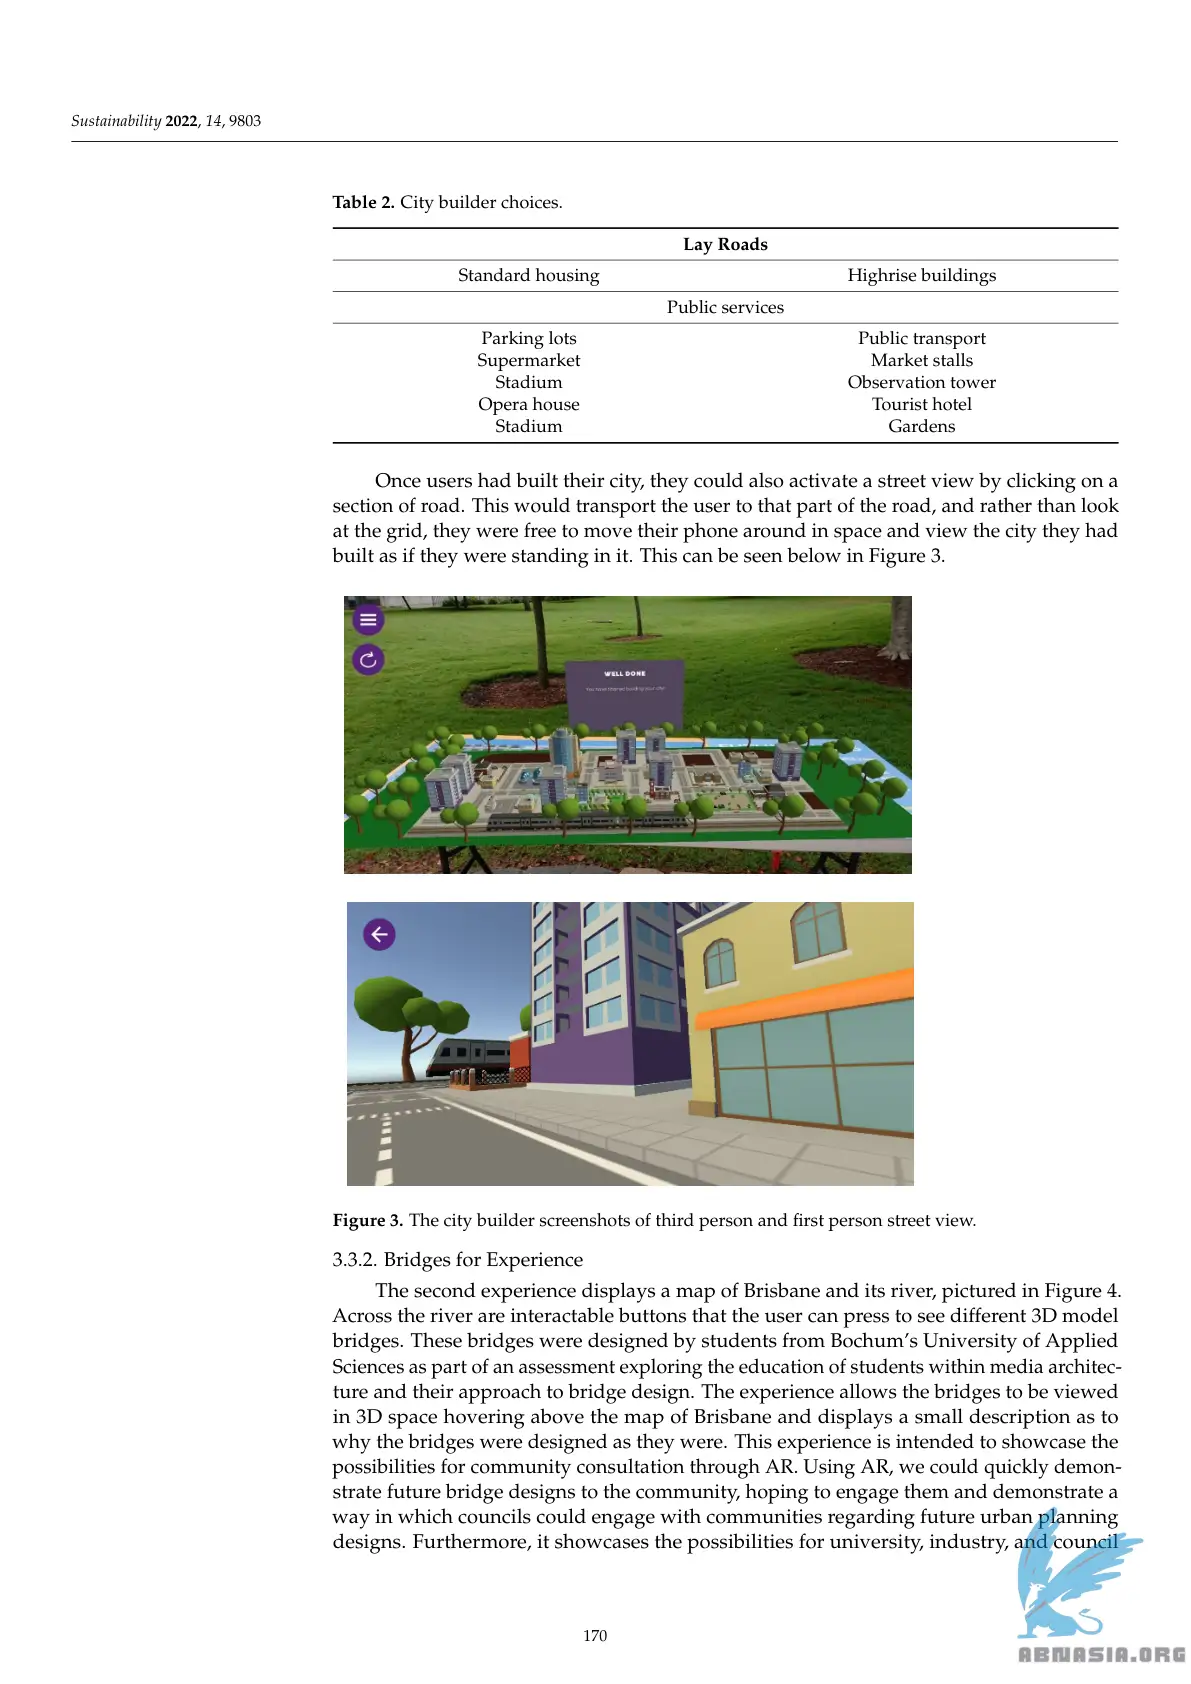 Sustainability 2022, 14, 9803
Table 2. City builder choices.
Lay Roads
Standard housing Highrise buildings
Public services
Parking lots Public transport
Supermarket Market stalls
Stadium Observation tower
Opera house Tourist hotel
Stadium Gardens
Once users had built their city, they could also activate a street view by clicking on a
section of road. This would transport the user to that part of the road, and rather than look
at the grid, they were free to move their phone around in space and view the city they had
built as if they were standing in it. This can be seen below in Figure 3.
WELL DONE
You have finished building your city!
Figure 3. The city builder screenshots of third person and first person street view.
3.3.2. Bridges for Experience
The second experience displays a map of Brisbane and its river, pictured in Figure 4.
Across the river are interactable buttons that the user can press to see different 3D model
bridges. These bridges were designed by students from Bochum's University of Applied
Sciences as part of an assessment exploring the education of students within media architec-
ture and their approach to bridge design. The experience allows the bridges to be viewed
in 3D space hovering above the map of Brisbane and displays a small description as to
why the bridges were designed as they were. This experience is intended to showcase the
possibilities for community consultation through AR. Using AR, we could quickly demon-
strate future bridge designs to the community, hoping to engage them and demonstrate a
way in which councils could engage with communities regarding future urban planning
designs. Furthermore, it showcases the possibilities for university, industry, and council
170
ABNASIA.ORG